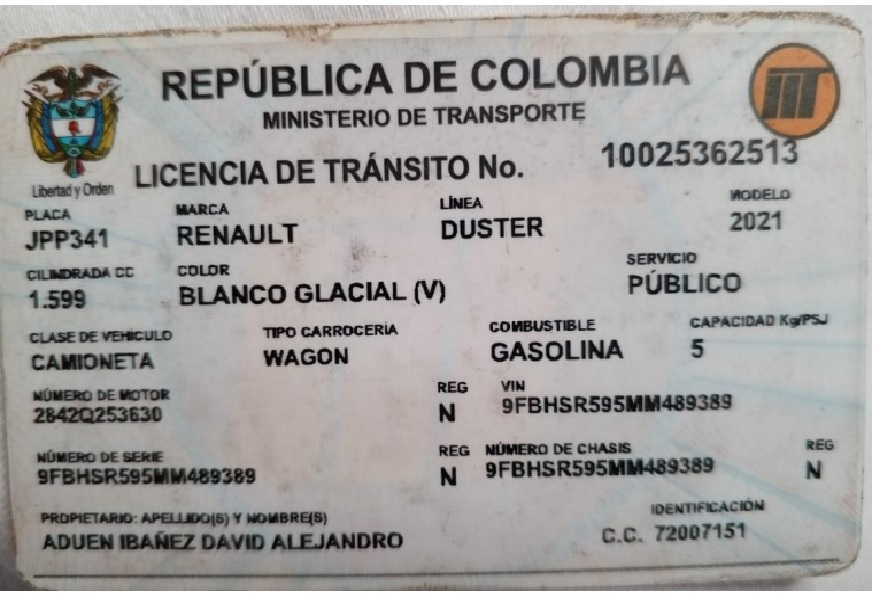 REPÚBLICA DE COLOMBIA
MINISTERIO DE TRANSPORTE
Libertad y Orden
LICENCIA DE TRÁNSITO No. 10025362513
PLACA MARCA LÍNEA MODELO
JPP341 RENAULT DUSTER 2021
CILINDRADA CC COLOR SERVICIO
1.599 BLANCO GLACIAL (V) PÚBLICO
CLASE DE VEHÍCULO TIPO CARROCERÍA COMBUSTIBLE CAPACIDAD Kg/PSJ
CAMIONETA WAGON GASOLINA 5
NÚMERO DE MOTOR REG VIN
2842Q253630 N 9FBHSR595MM489389
NÚMERO DE SERIE REG NÚMERO DE CHASIS REG
9FBHSR595MM489389 N 9FBHSR595MM489389 N
PROPIETARIO: APELLIDO(S) Y NOMBRE(S) IDENTIFICACIÓN
ADUEN IBAÑEZ DAVID ALEJANDRO C.C. 72007151